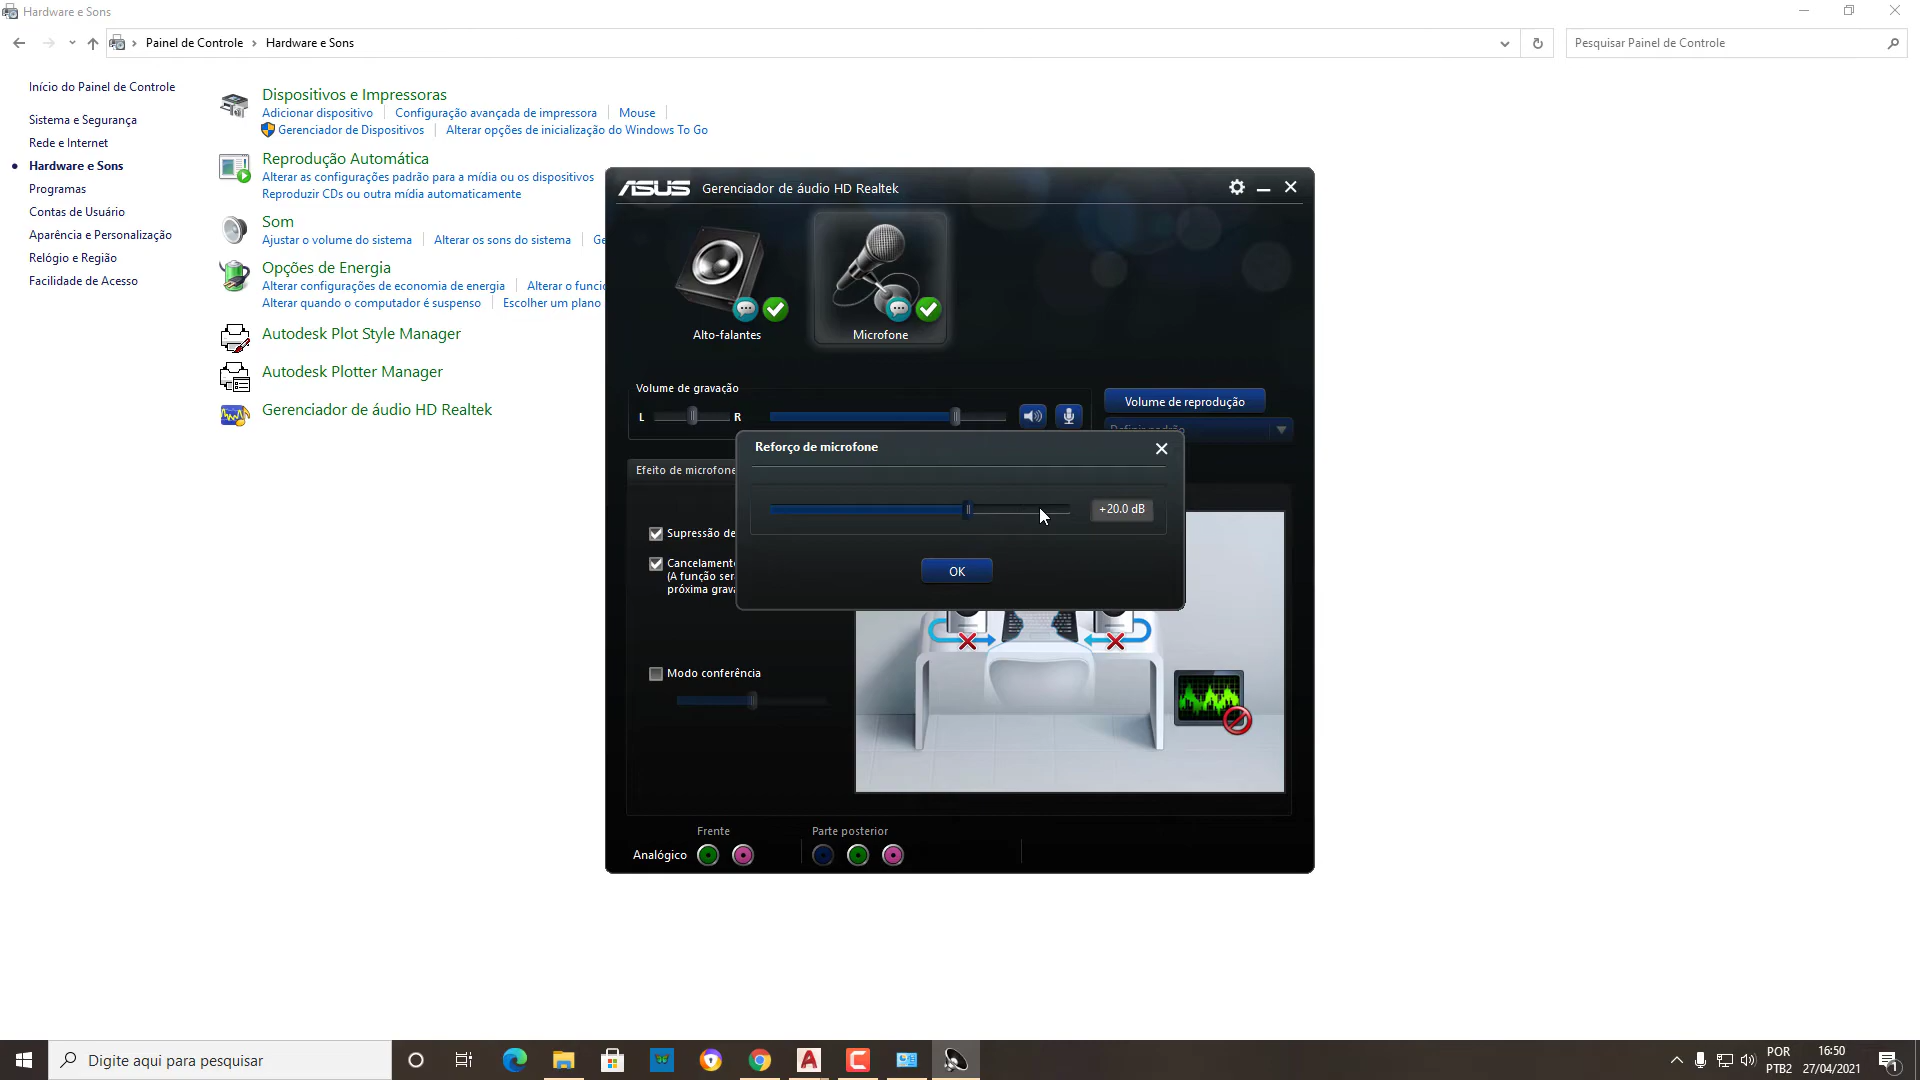 Hardware e Sons
Painel de Controle
Hardware e Sons
Pesquisar Painel de Controle
Início do Painel de Controle
Sistema e Segurança
Rede e Internet
Hardware e Sons
Programas
Contas de Usuário
Aparência e Personalização
Relógio e Região
Facilidade de Acesso
Dispositivos e Impressoras
Adicionar dispositivo
Configuração avançada de impressora
Mouse
Gerenciador de Dispositivos
Alterar opções de inicialização do Windows To Go
Reprodução Automática
Alterar as configurações padrão para a mídia ou os dispositivos
Reproduzir CDs ou outra mídia automaticamente
Som
Ajustar o volume do sistema
Alterar os sons do sistema
Ge
Opções de Energia
Alterar configurações de economia de energia
Alterar o funcio
Alterar quando o computador é suspenso
Escolher um plano
Autodesk Plot Style Manager
Autodesk Plotter Manager
Gerenciador de áudio HD Realtek
ASUS
Gerenciador de áudio HD Realtek
Alto-falantes
Microfone
Volume de gravação
L
R
Volume de reprodução
Definir padrão
Efeito de microfone
Reforço de microfone
+20.0 dB
OK
Supressão de
Cancelamento
(A função ser
próxima grava
Modo conferência
Frente
Parte posterior
Analógico
Digite aqui para pesquisar
POR
PTB2
16:50
27/04/2021
1